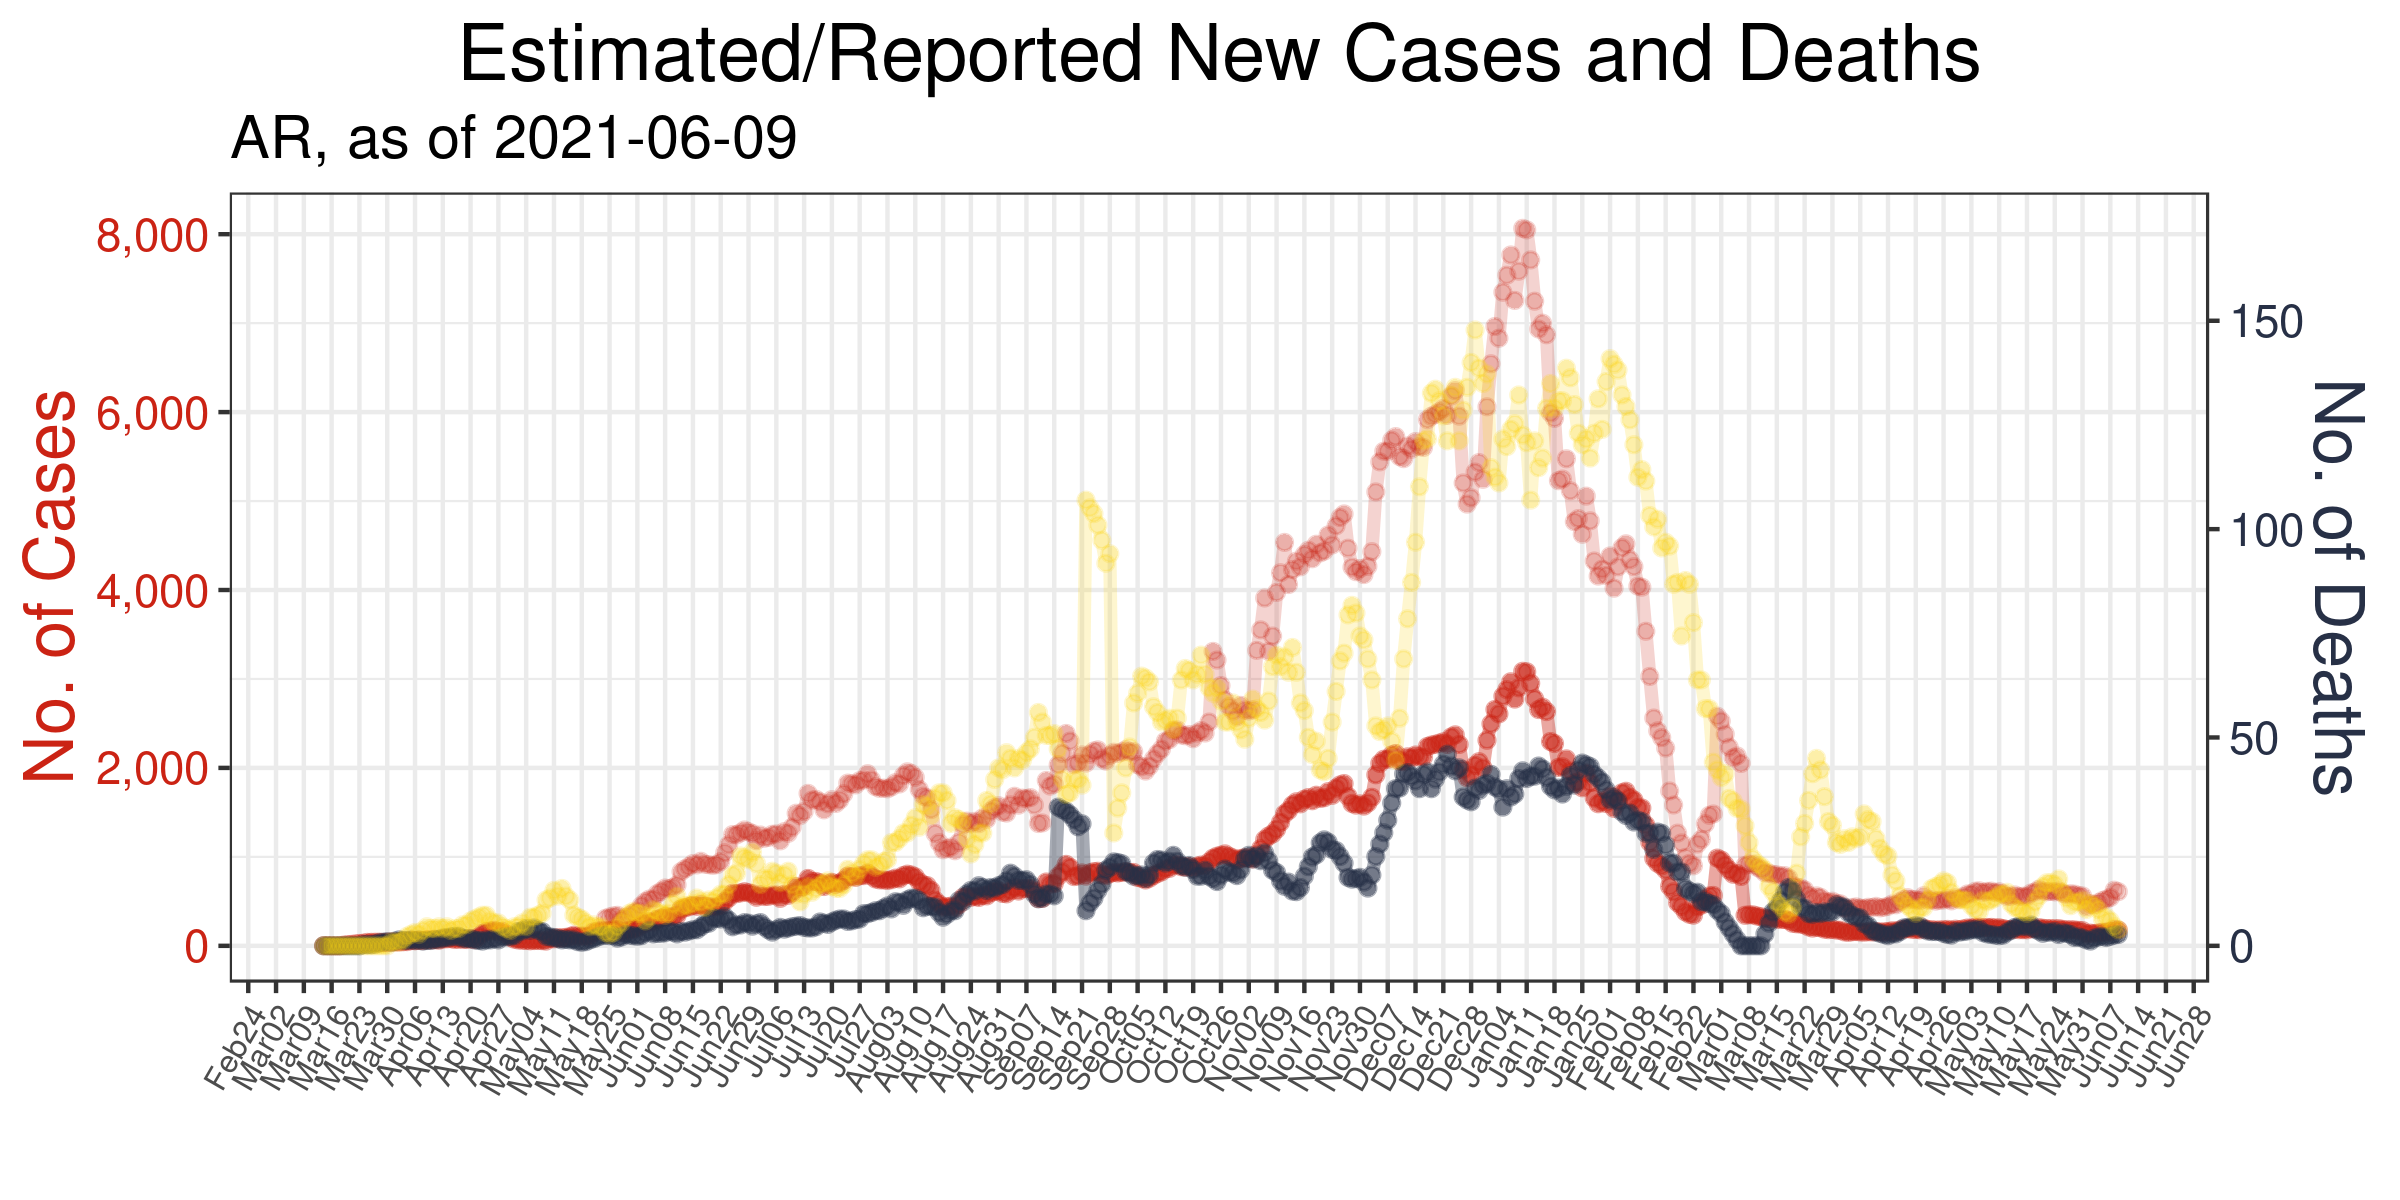 Estimated/Reported New Cases and Deaths
AR, as of 2021-06-09
No. of Cases
8,000
6,000
4,000
2,000
0
150
100
50
0
No. of Deaths
Feb24
Mar02
Mar09
Mar16
Mar23
Mar30
Apr06
Apr13
Apr20
Apr27
May04
May11
May18
May25
Jun01
Jun08
Jun15
Jun22
Jun29
Jul06
Jul13
Jul20
Jul27
Aug03
Aug10
Aug17
Aug24
Aug31
Sep07
Sep14
Sep21
Sep28
Oct05
Oct12
Oct19
Oct26
Nov02
Nov09
Nov16
Nov23
Nov30
Dec07
Dec14
Dec21
Dec28
Jan04
Jan11
Jan18
Jan25
Feb01
Feb08
Feb15
Feb22
Mar01
Mar08
Mar15
Mar22
Mar29
Apr05
Apr12
Apr19
Apr26
May03
May10
May17
May24
May31
Jun07
Jun14
Jun21
Jun28